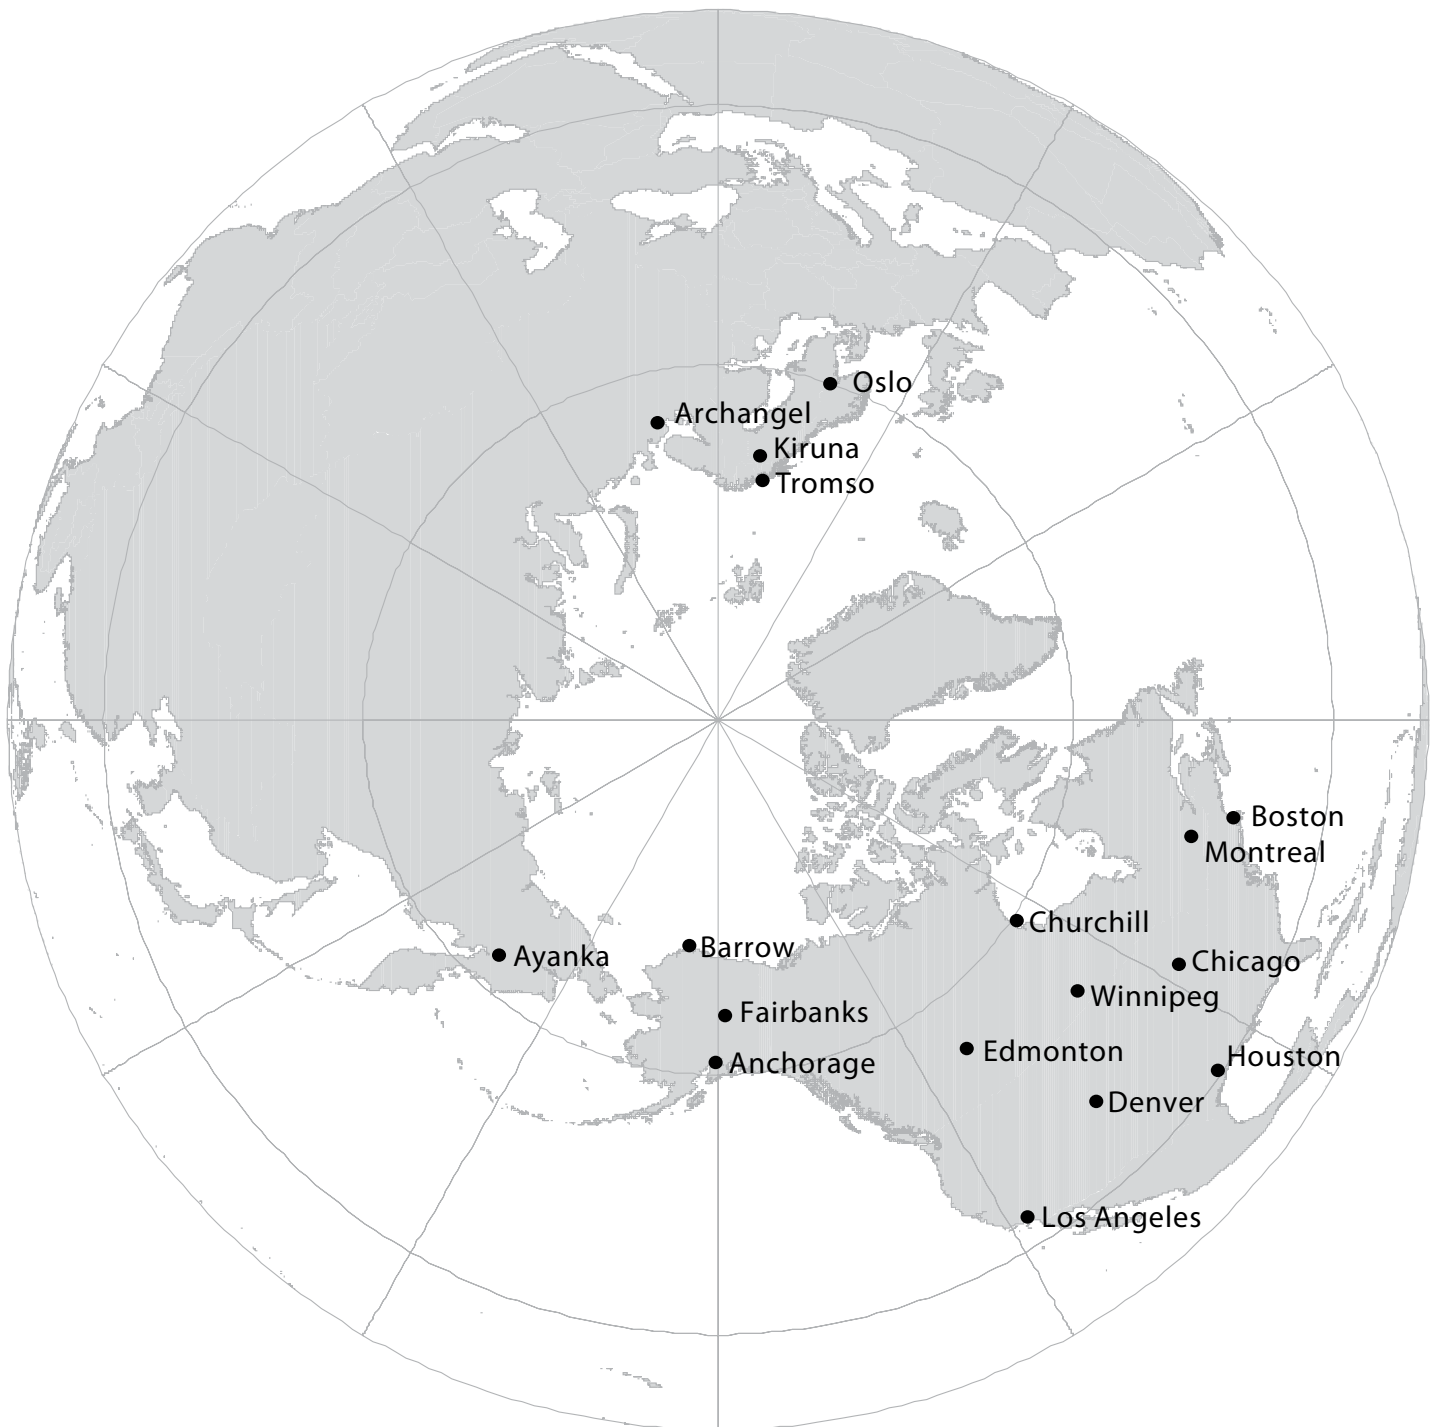 Oslo
Archangel
Kiruna
Tromso
Boston
Montreal
Churchill
Barrow
Ayanka
Chicago
Winnipeg
Fairbanks
Edmonton
Houston
Anchorage
Denver
Los Angeles